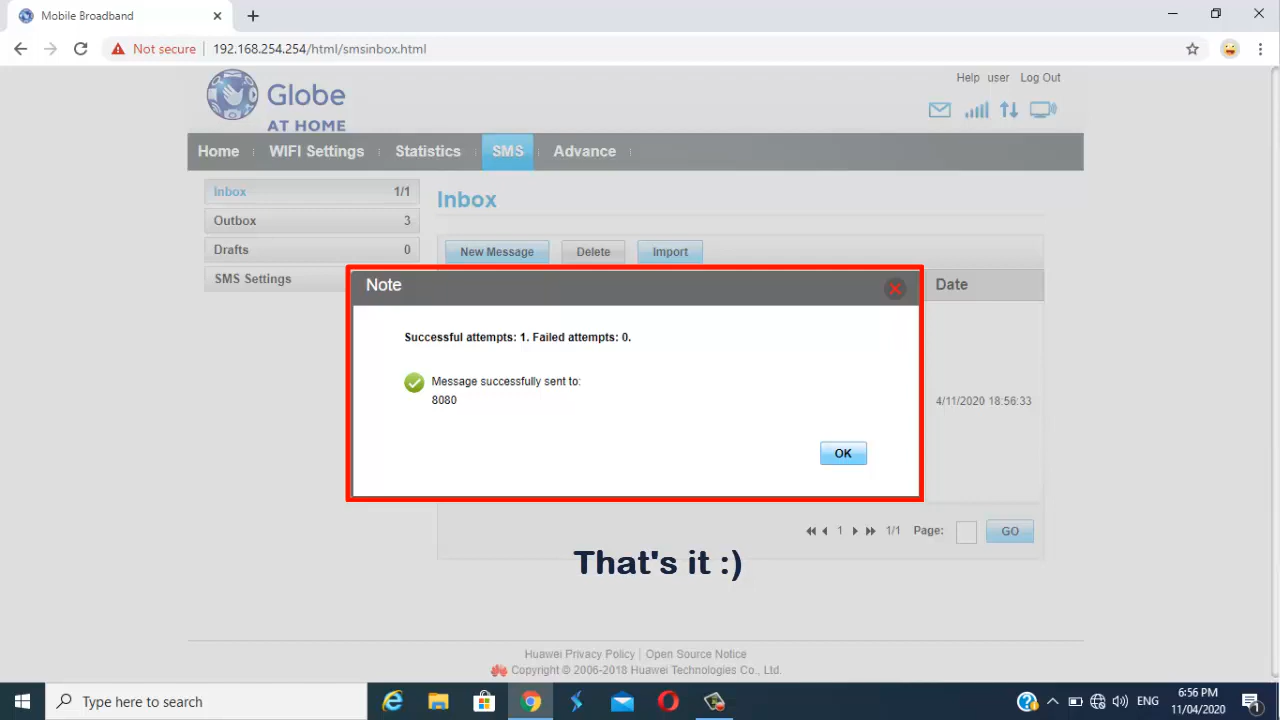 Mobile Broadband
Not secure
192.168.254.254/html/smsinbox.html
Globe
AT HOME
Help user Log Out
Home WIFI Settings Statistics SMS Advance
Inbox 1/1
Outbox 3
Drafts 0
SMS Settings
Inbox
New Message Delete Import
Date
Note
Successful attempts: 1. Failed attempts: 0.
Message successfully sent to:
8080
OK
4/11/2020 18:56:33
1 1/1 Page: GO
That's it :)
Huawei Privacy Policy | Open Source Notice
Copyright © 2006-2018 Huawei Technologies Co., Ltd.
Type here to search
ENG
6:56 PM
11/04/2020
1